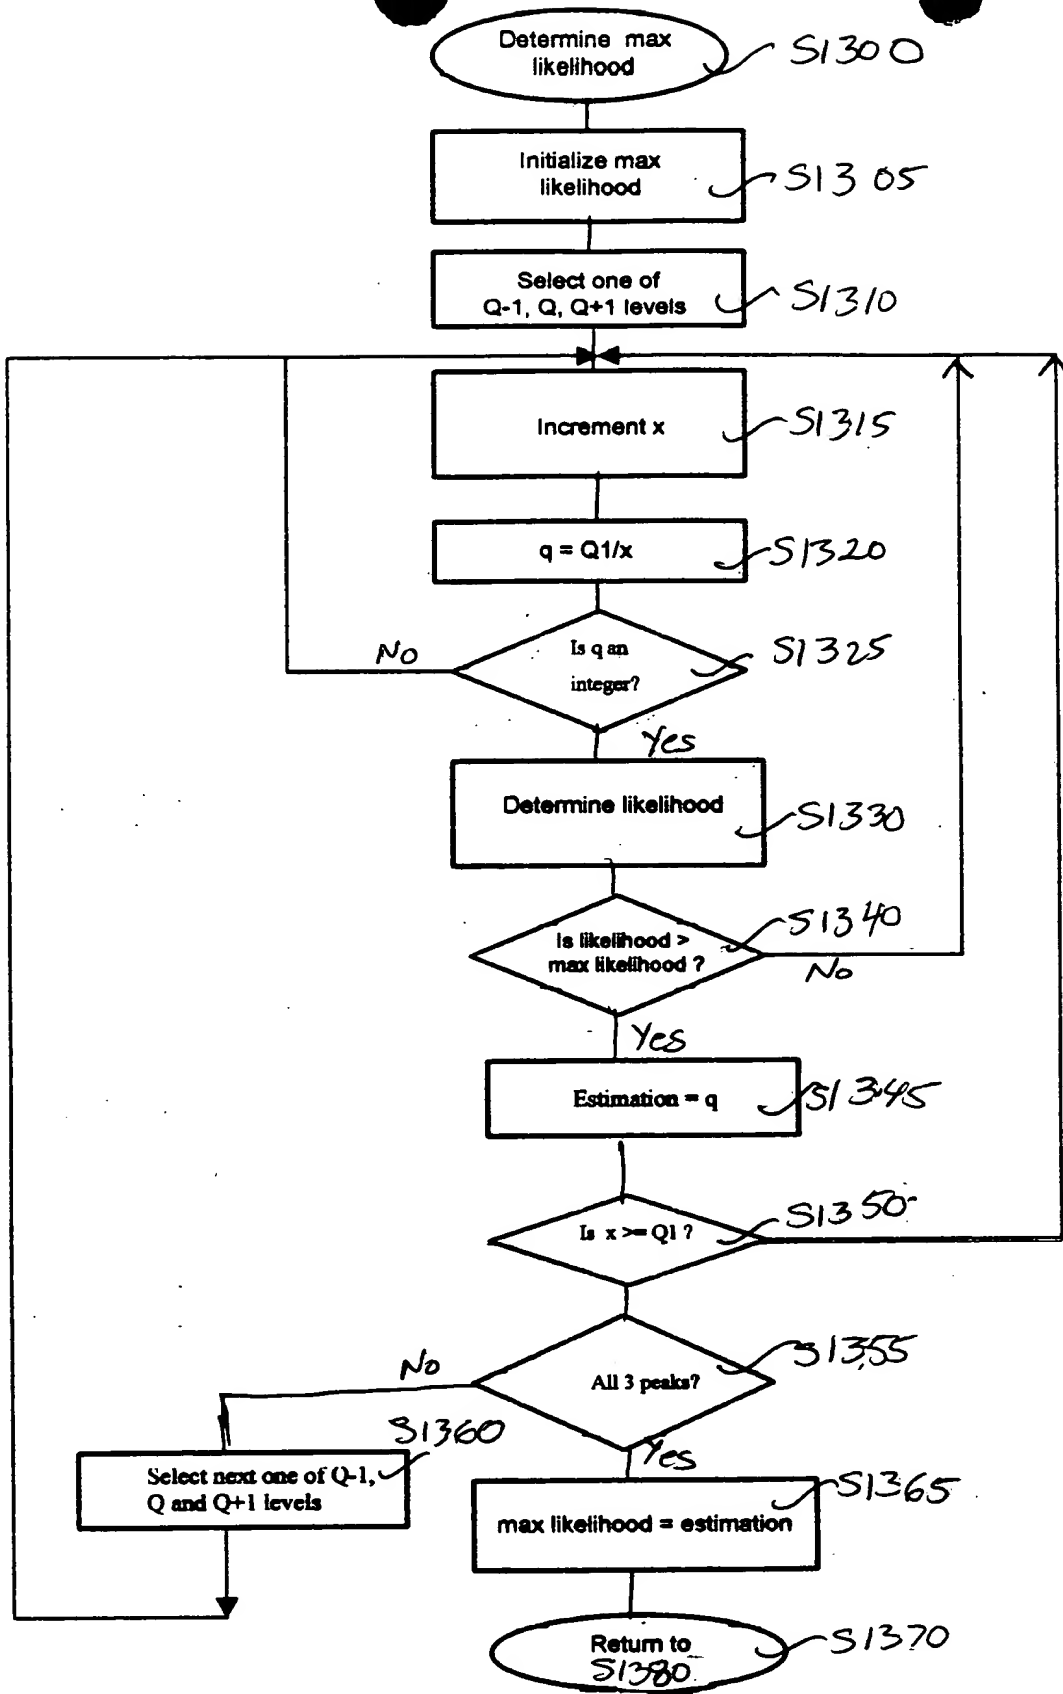 Determine max
likelihood
S1300
Initialize max
likelihood
S1305
Select one of
Q-1, Q, Q+1 levels
S1310
Increment x
S1315
q = Q1/x
S1320
Is q an
integer?
S1325
No
Yes
Determine likelihood
S1330
Is likelihood >
max likelihood ?
S1340
No
Yes
Estimation = q
S1345
Is x >= Q1 ?
S1350
All 3 peaks?
S1355
No
Yes
S1360
Select next one of Q-1,
Q and Q+1 levels
S1365
max likelihood = estimation
Return to
S1380
S1370